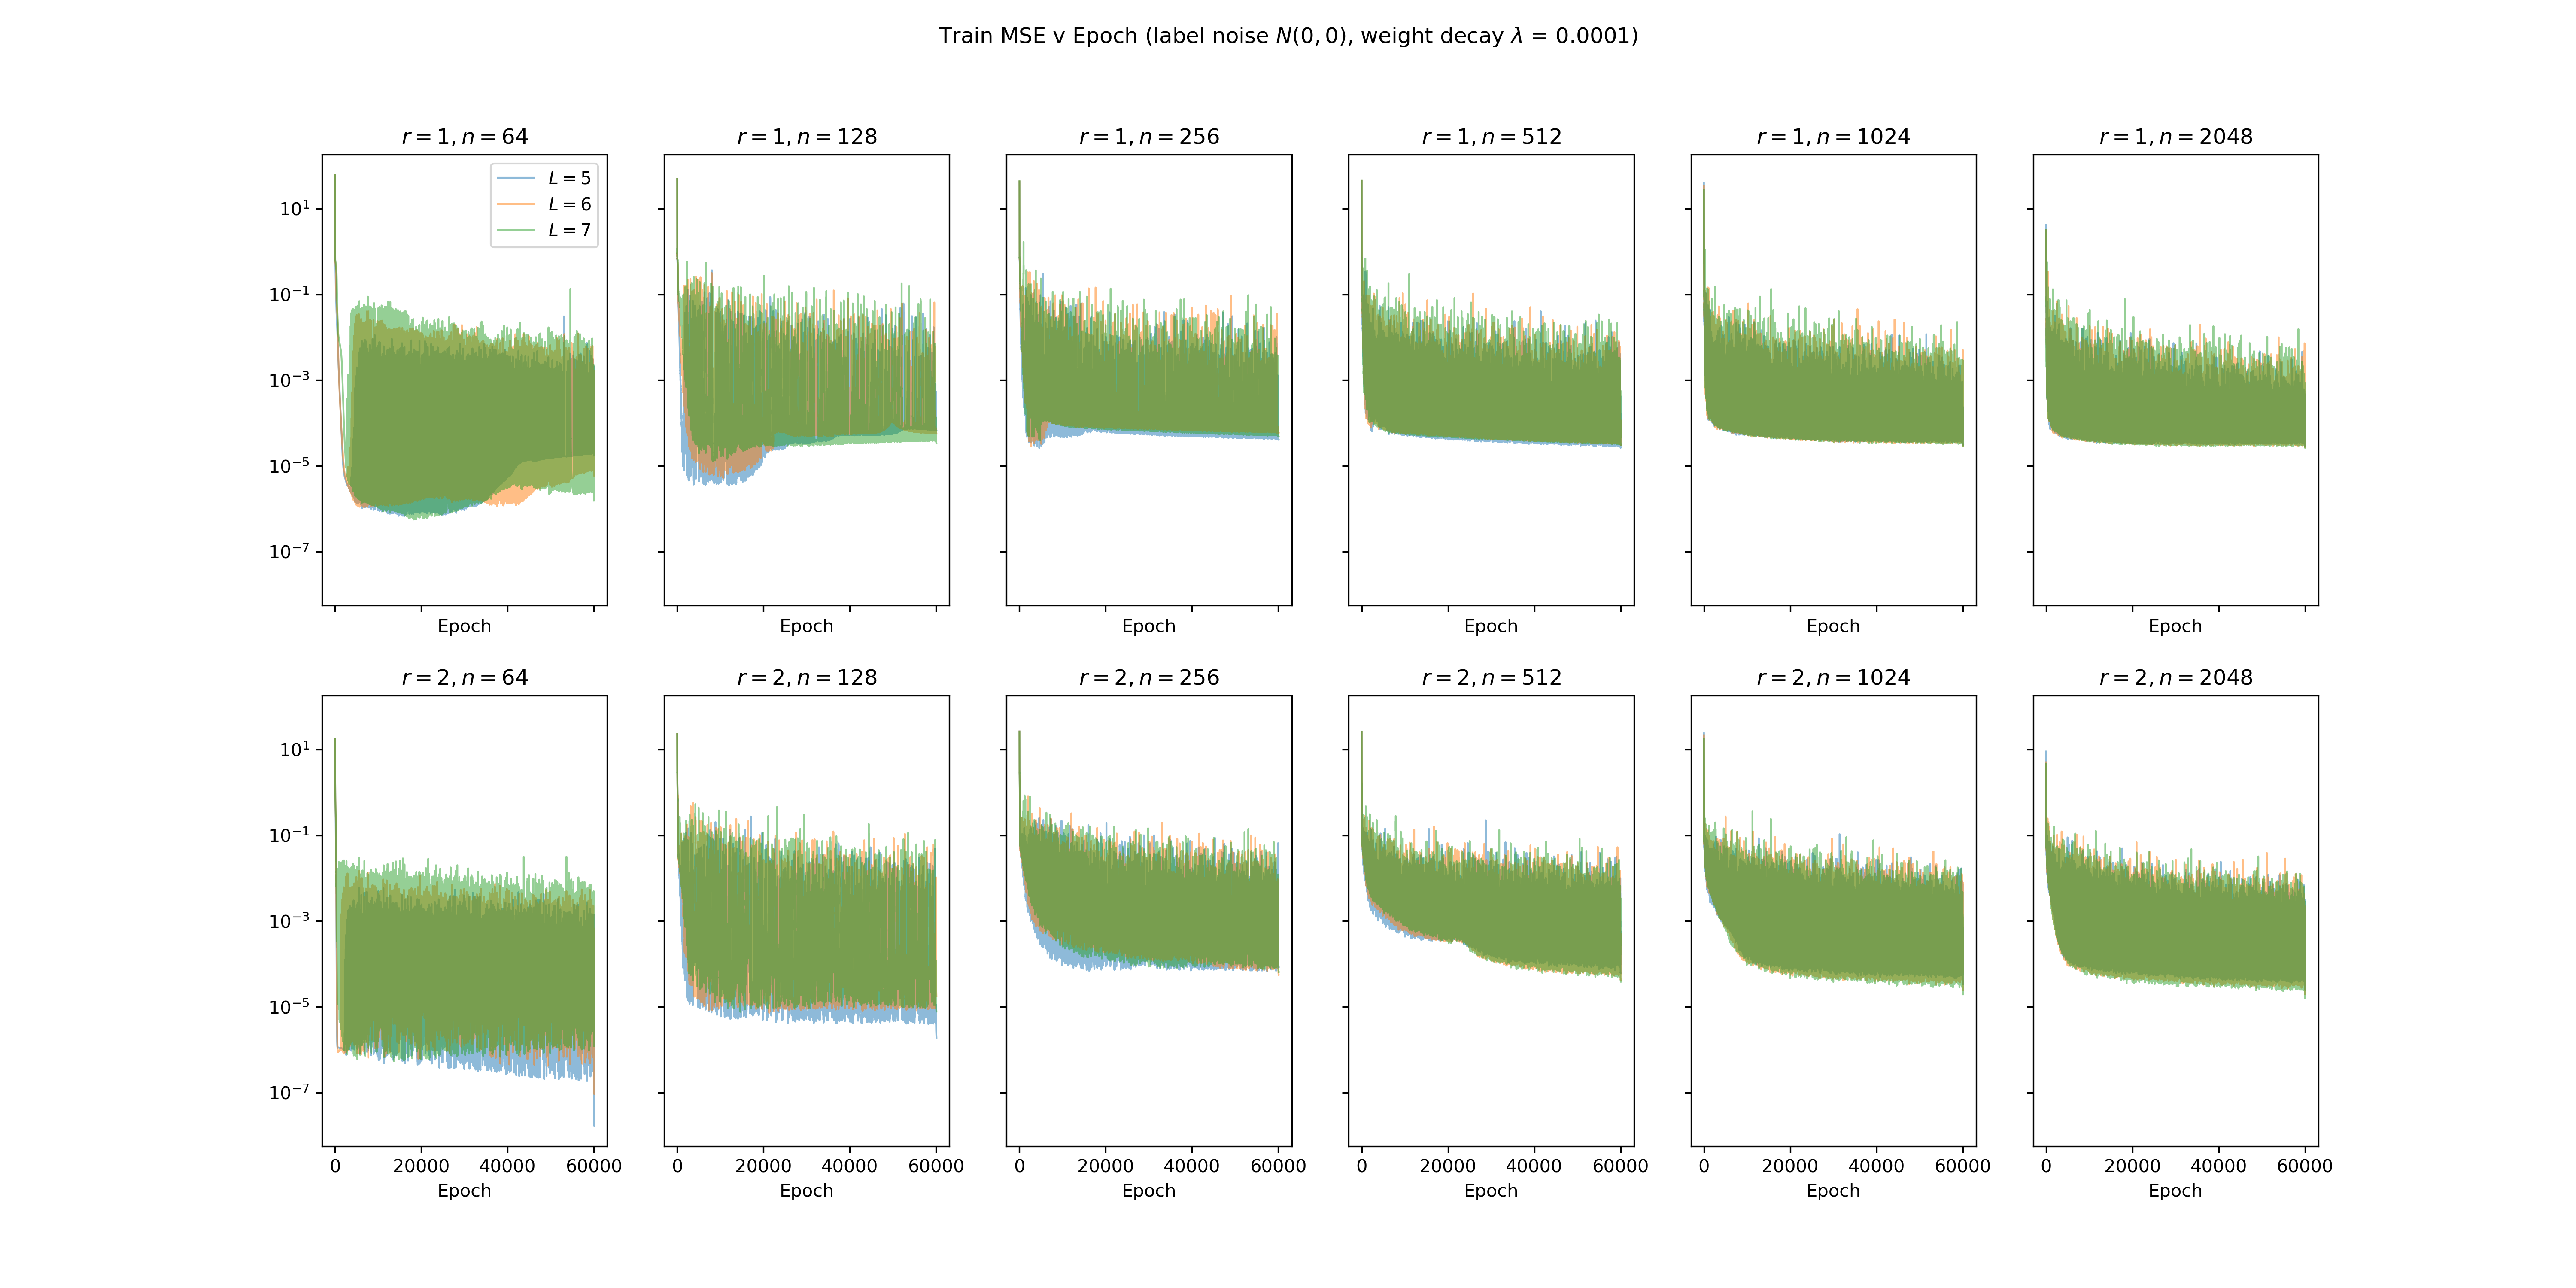 Train MSE v Epoch (label noise N(0, 0), weight decay λ = 0.0001)
r = 1, n = 64
r = 1, n = 128
r = 1, n = 256
r = 1, n = 512
r = 1, n = 1024
r = 1, n = 2048
L = 5
L = 6
L = 7
10¹
10⁻¹
10⁻³
10⁻⁵
10⁻⁷
Epoch
Epoch
Epoch
Epoch
Epoch
Epoch
r = 2, n = 64
r = 2, n = 128
r = 2, n = 256
r = 2, n = 512
r = 2, n = 1024
r = 2, n = 2048
10¹
10⁻¹
10⁻³
10⁻⁵
10⁻⁷
0 20000 40000 60000
0 20000 40000 60000
0 20000 40000 60000
0 20000 40000 60000
0 20000 40000 60000
0 20000 40000 60000
Epoch
Epoch
Epoch
Epoch
Epoch
Epoch